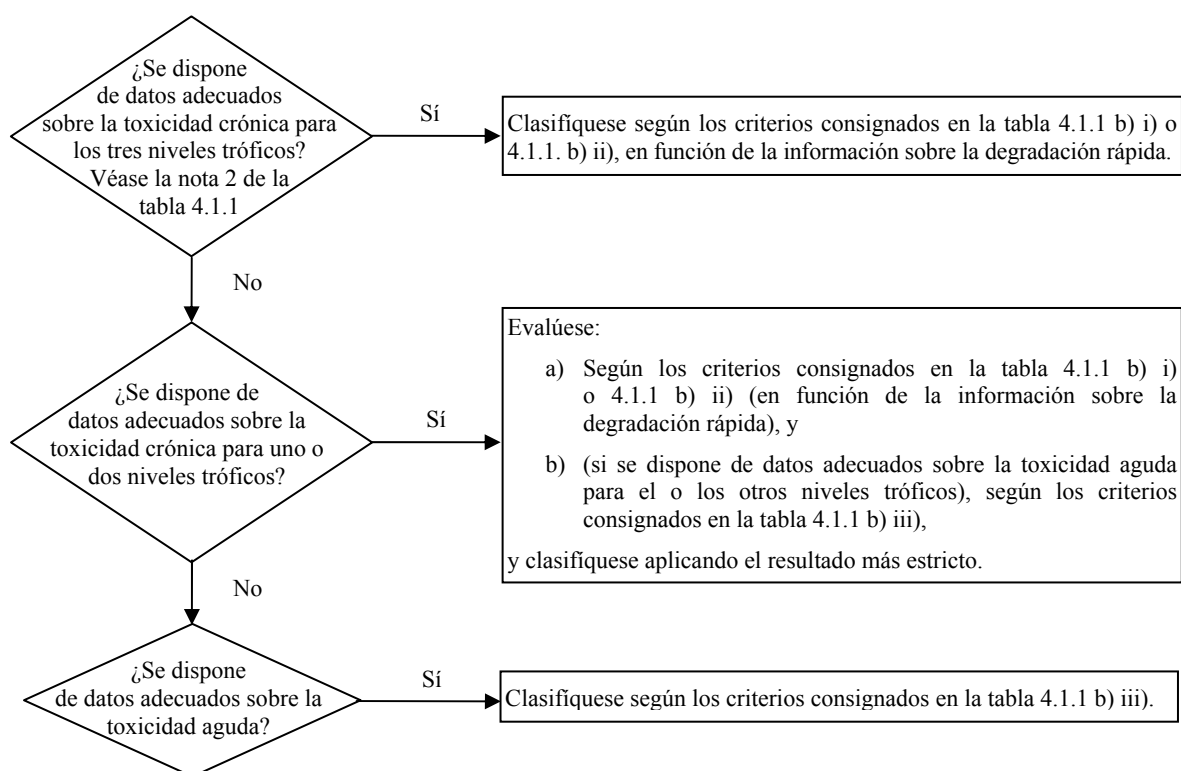 ¿Se dispone
de datos adecuados
sobre la toxicidad crónica para
los tres niveles tróficos?
Véase la nota 2 de la
tabla 4.1.1
Sí
Clasifíquese según los criterios consignados en la tabla 4.1.1 b) i) o
4.1.1. b) ii), en función de la información sobre la degradación rápida.
No
¿Se dispone de
datos adecuados sobre la
toxicidad crónica para uno o
dos niveles tróficos?
Sí
Evalúese:
a) Según los criterios consignados en la tabla 4.1.1 b) i)
o 4.1.1 b) ii) (en función de la información sobre la
degradación rápida), y
b) (si se dispone de datos adecuados sobre la toxicidad aguda
para el o los otros niveles tróficos), según los criterios
consignados en la tabla 4.1.1 b) iii),
y clasifíquese aplicando el resultado más estricto.
No
¿Se dispone
de datos adecuados sobre la
toxicidad aguda?
Sí
Clasifíquese según los criterios consignados en la tabla 4.1.1 b) iii).